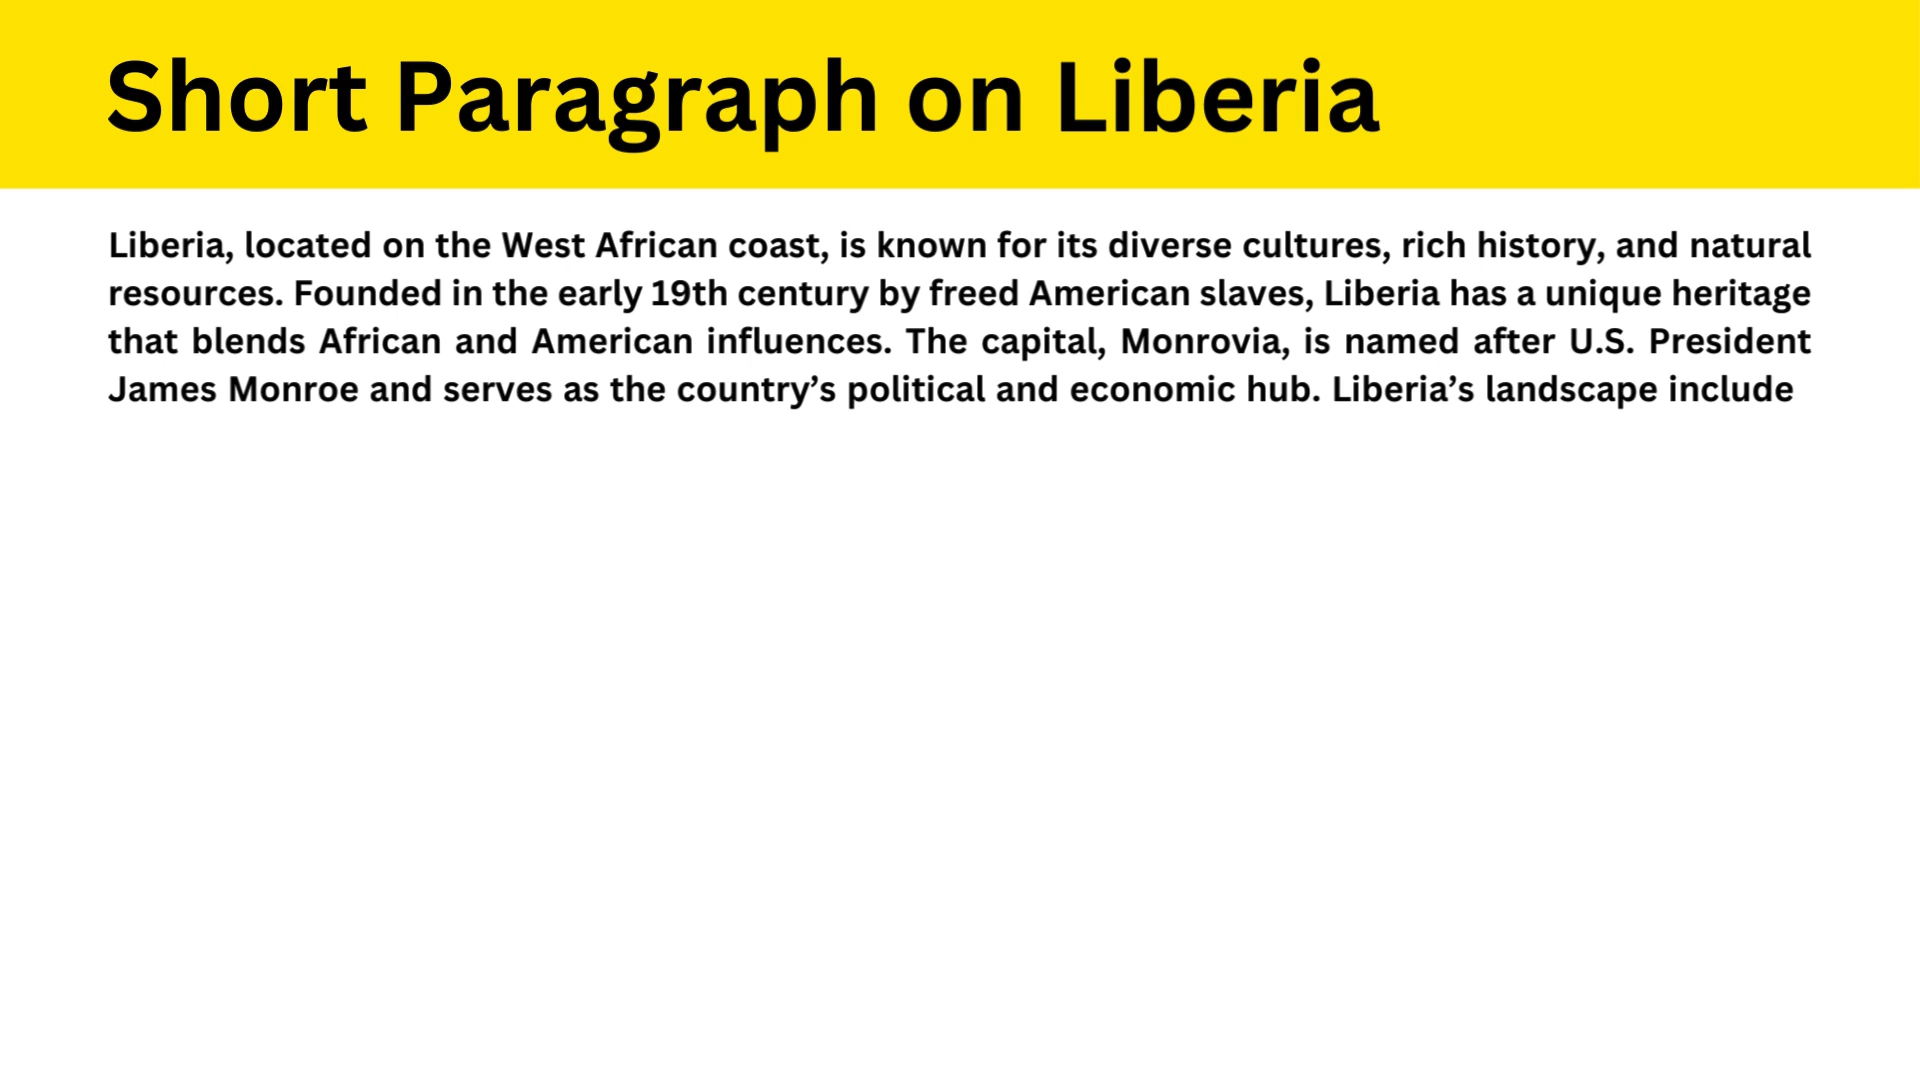 Short Paragraph on Liberia
Liberia, located on the West African coast, is known for its diverse cultures, rich history, and natural
resources. Founded in the early 19th century by freed American slaves, Liberia has a unique heritage
that blends African and American influences. The capital, Monrovia, is named after U.S. President
James Monroe and serves as the country’s political and economic hub. Liberia’s landscape include